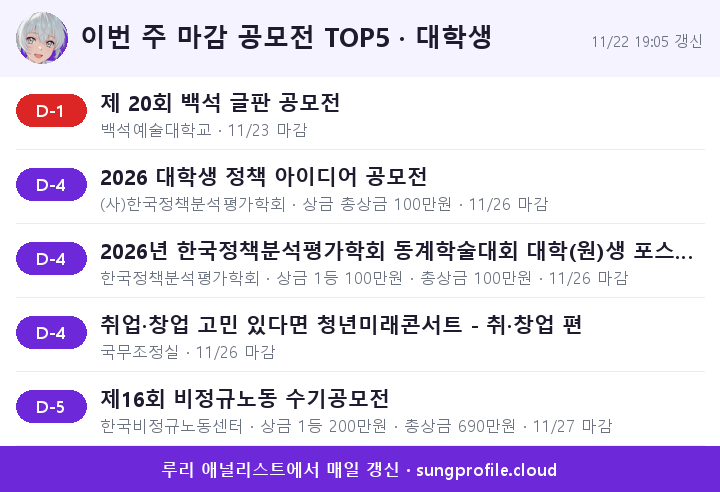 이번 주 마감 공모전 TOP5 · 대학생
11/22 19:05 갱신
D-1
제 20회 백석 글판 공모전
백석예술대학교 · 11/23 마감
D-4
2026 대학생 정책 아이디어 공모전
(사)한국정책분석평가학회 · 상금 총상금 100만원 · 11/26 마감
D-4
2026년 한국정책분석평가학회 동계학술대회 대학(원)생 포스...
한국정책분석평가학회 · 상금 1등 100만원 · 총상금 100만원 · 11/26 마감
D-4
취업·창업 고민 있다면 청년미래콘서트 - 취·창업 편
국무조정실 · 11/26 마감
D-5
제16회 비정규노동 수기공모전
한국비정규노동센터 · 상금 1등 200만원 · 총상금 690만원 · 11/27 마감
루리 애널리스트에서 매일 갱신 · sungprofile.cloud